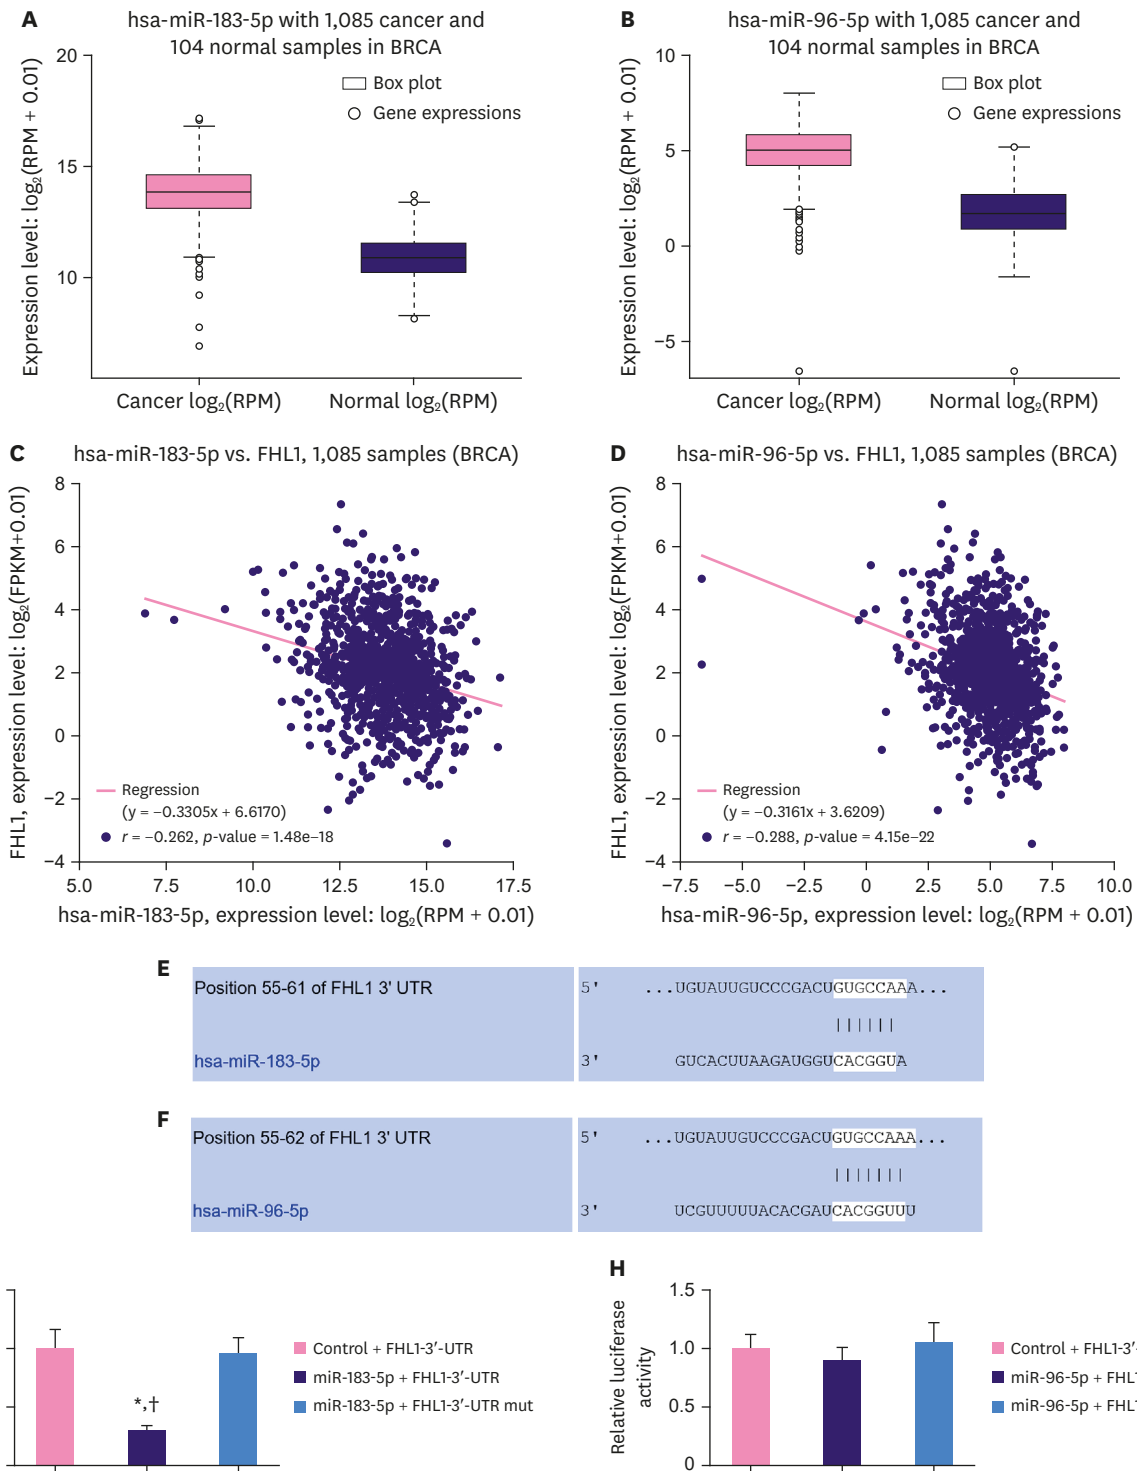 A
hsa-miR-183-5p with 1,085 cancer and
104 normal samples in BRCA
Expression level: log₂(RPM + 0.01)
20
15
10
Box plot
Gene expressions
Cancer log₂(RPM)
Normal log₂(RPM)
B
hsa-miR-96-5p with 1,085 cancer and
104 normal samples in BRCA
Expression level: log₂(RPM + 0.01)
10
5
0
−5
Box plot
Gene expressions
Cancer log₂(RPM)
Normal log₂(RPM)
C
hsa-miR-183-5p vs. FHL1, 1,085 samples (BRCA)
FHL1, expression level: log₂(FPKM+0.01)
8
6
4
2
0
−2
−4
Regression
(y = −0.3305x + 6.6170)
r = −0.262, p-value = 1.48e−18
5.0
7.5
10.0
12.5
15.0
17.5
hsa-miR-183-5p, expression level: log₂(RPM + 0.01)
D
hsa-miR-96-5p vs. FHL1, 1,085 samples (BRCA)
FHL1, expression level: log₂(FPKM+0.01)
8
6
4
2
0
−2
−4
Regression
(y = −0.3161x + 3.6209)
r = −0.288, p-value = 4.15e−22
−7.5
−5.0
−2.5
0
2.5
5.0
7.5
10.0
hsa-miR-96-5p, expression level: log₂(RPM + 0.01)
E
Position 55-61 of FHL1 3' UTR
5' ...UGUAUUGUCCCGACUGUGCCAAA...
hsa-miR-183-5p
3' GUCACUUAAGAUGGUCACGGUA
F
Position 55-62 of FHL1 3' UTR
5' ...UGUAUUGUCCCGACUGUGCCAAA...
hsa-miR-96-5p
3' UCGUUUUUACACGAUCACGGUUU
*,†
Control + FHL1-3′-UTR
miR-183-5p + FHL1-3′-UTR
miR-183-5p + FHL1-3′-UTR mut
H
Relative luciferase
activity
1.5
1.0
0.5
0
Control + FHL1-3′-
miR-96-5p + FHL1
miR-96-5p + FHL1